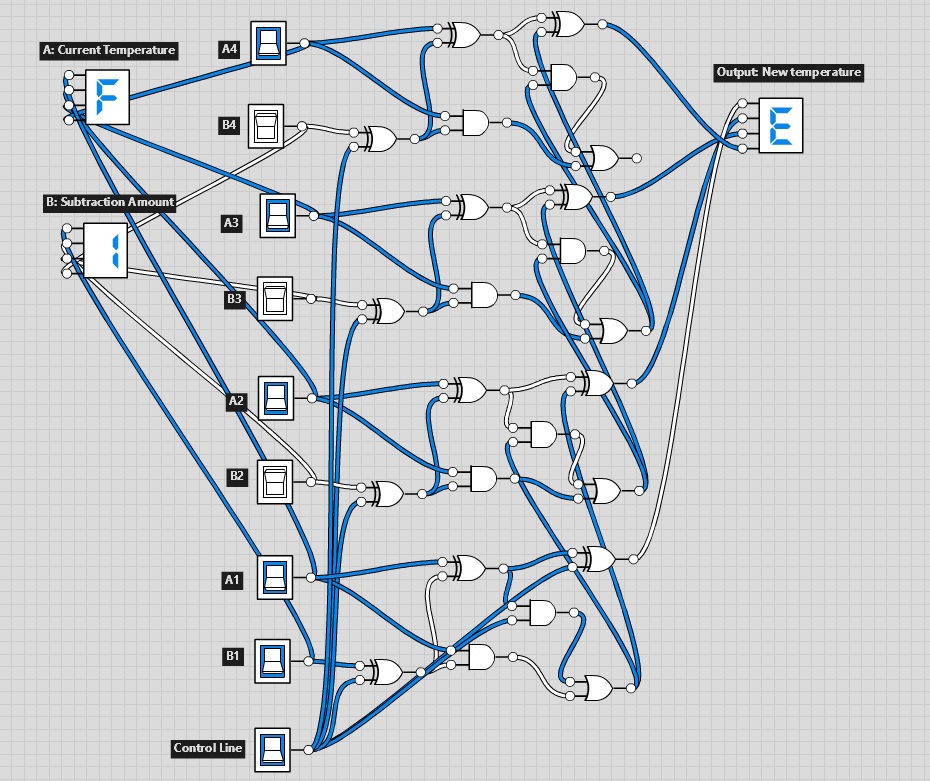 A: Current Temperature
A4
F
Output: New temperature
E
B4
B: Subtraction Amount
A3
1
B3
A2
B2
A1
B1
Control Line